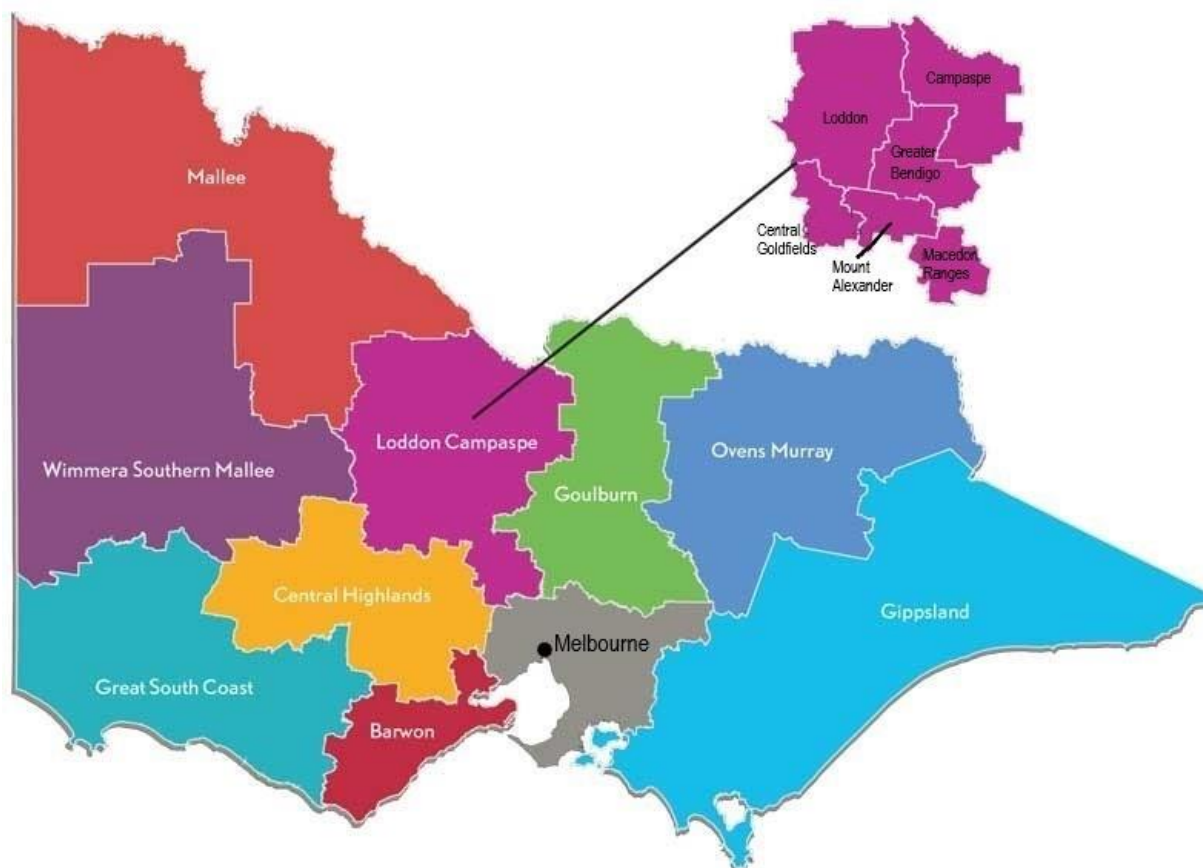 Campaspe
Loddon
Greater
Bendigo
Mallee
Central
Goldfields
Mount
Alexander
Macedon
Ranges
Loddon Campaspe
Ovens Murray
Wimmera Southern Mallee
Goulburn
Central Highlands
Gippsland
Melbourne
Great South Coast
Barwon